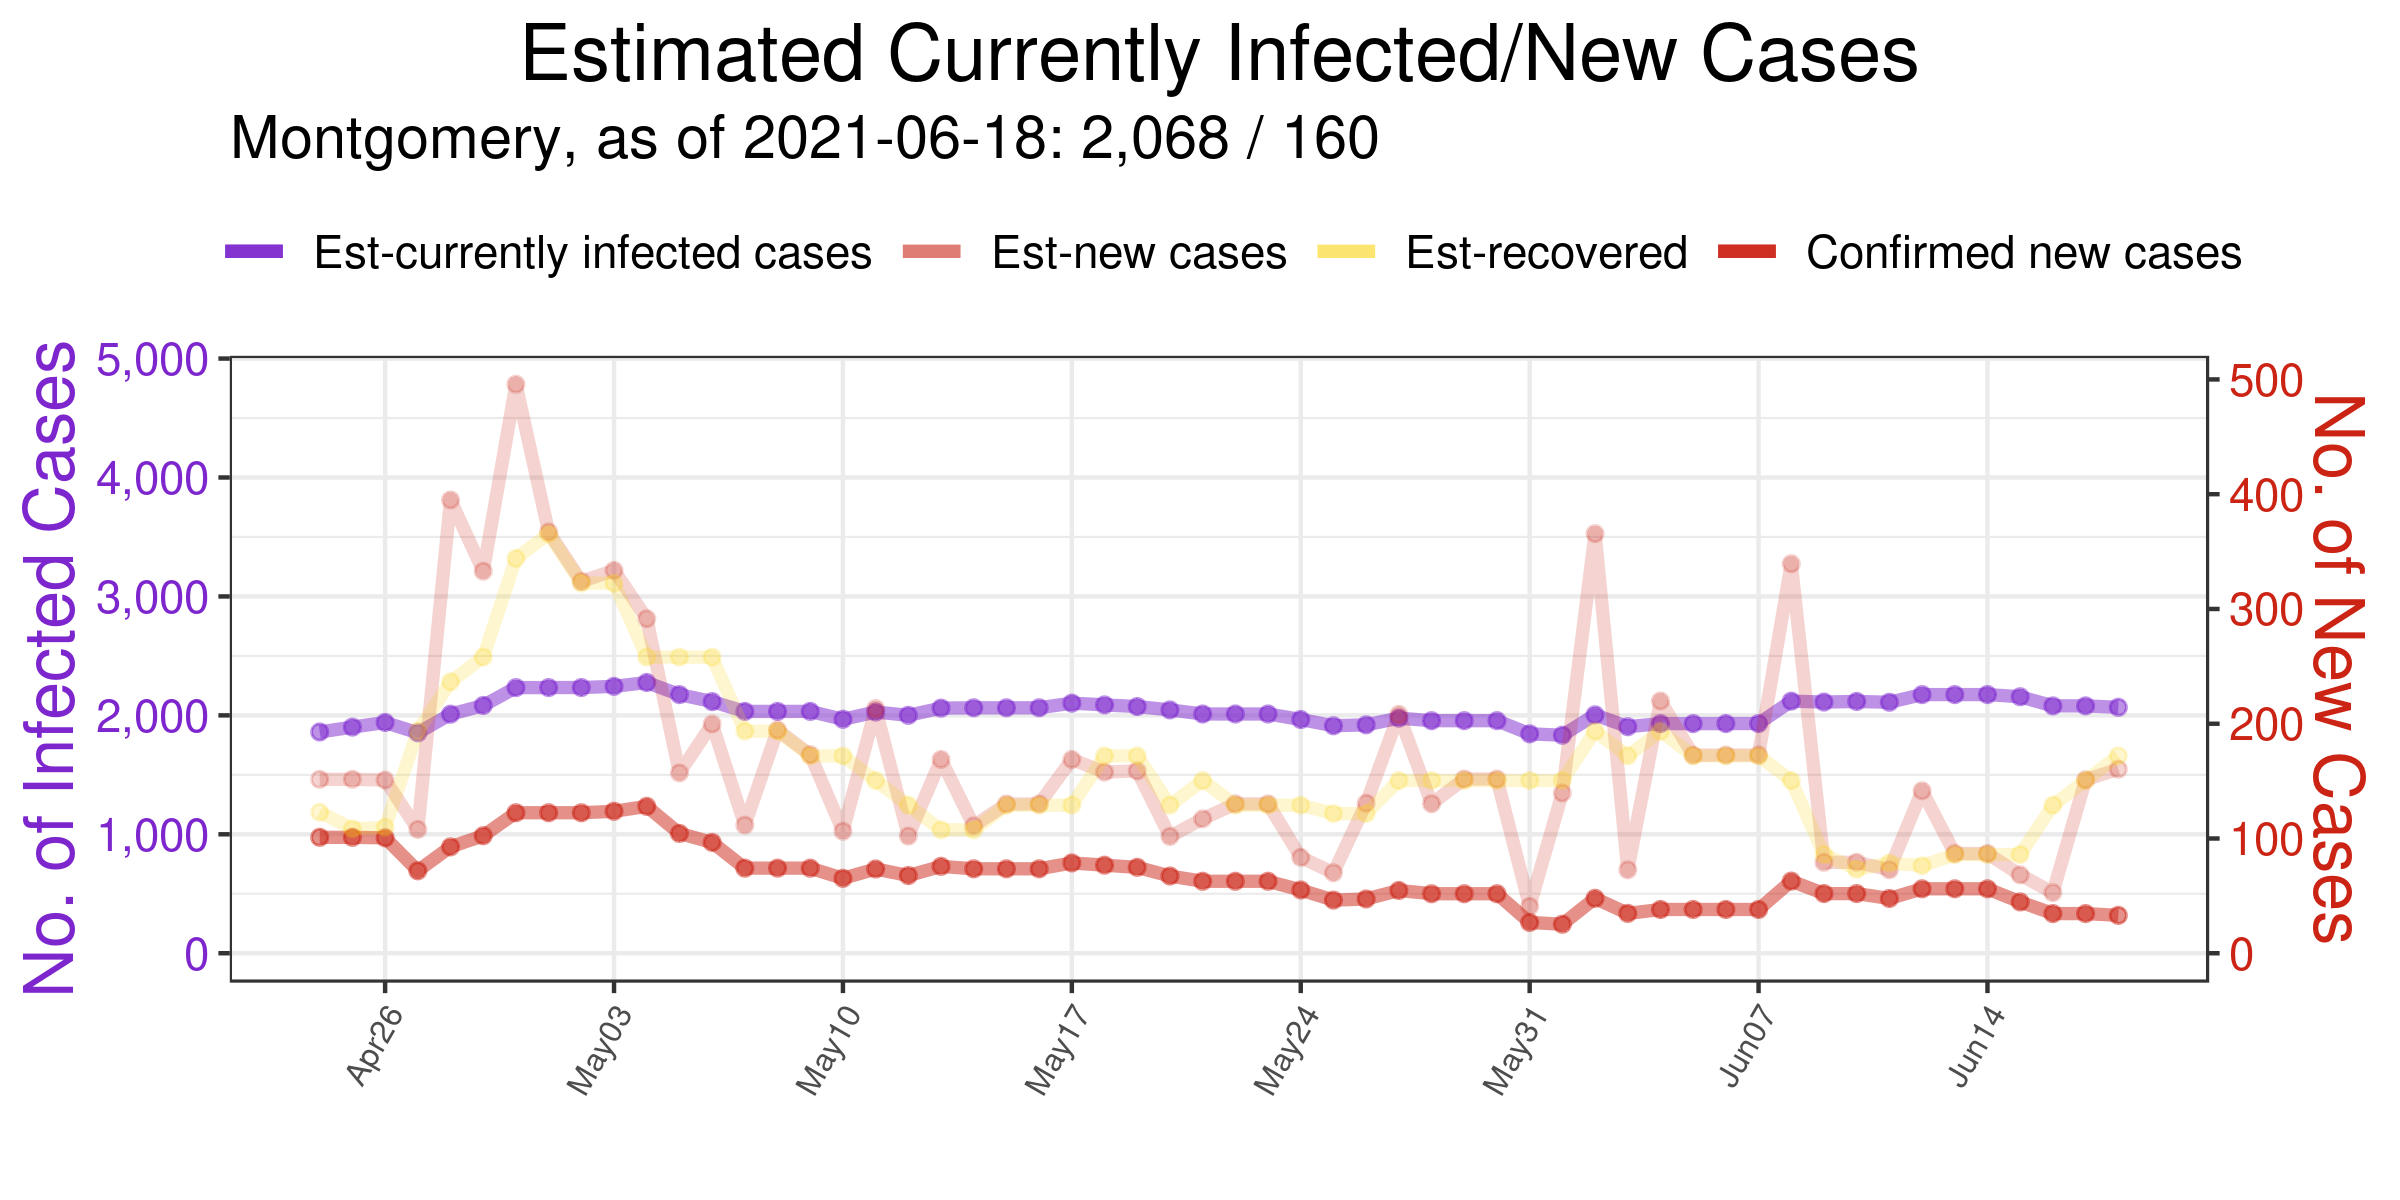 Estimated Currently Infected/New Cases
Montgomery, as of 2021-06-18: 2,068 / 160
Est-currently infected cases Est-new cases Est-recovered Confirmed new cases
No. of Infected Cases
5,000
4,000
3,000
2,000
1,000
0
500
400
300
200
100
0
No. of New Cases
Apr26 May03 May10 May17 May24 May31 Jun07 Jun14